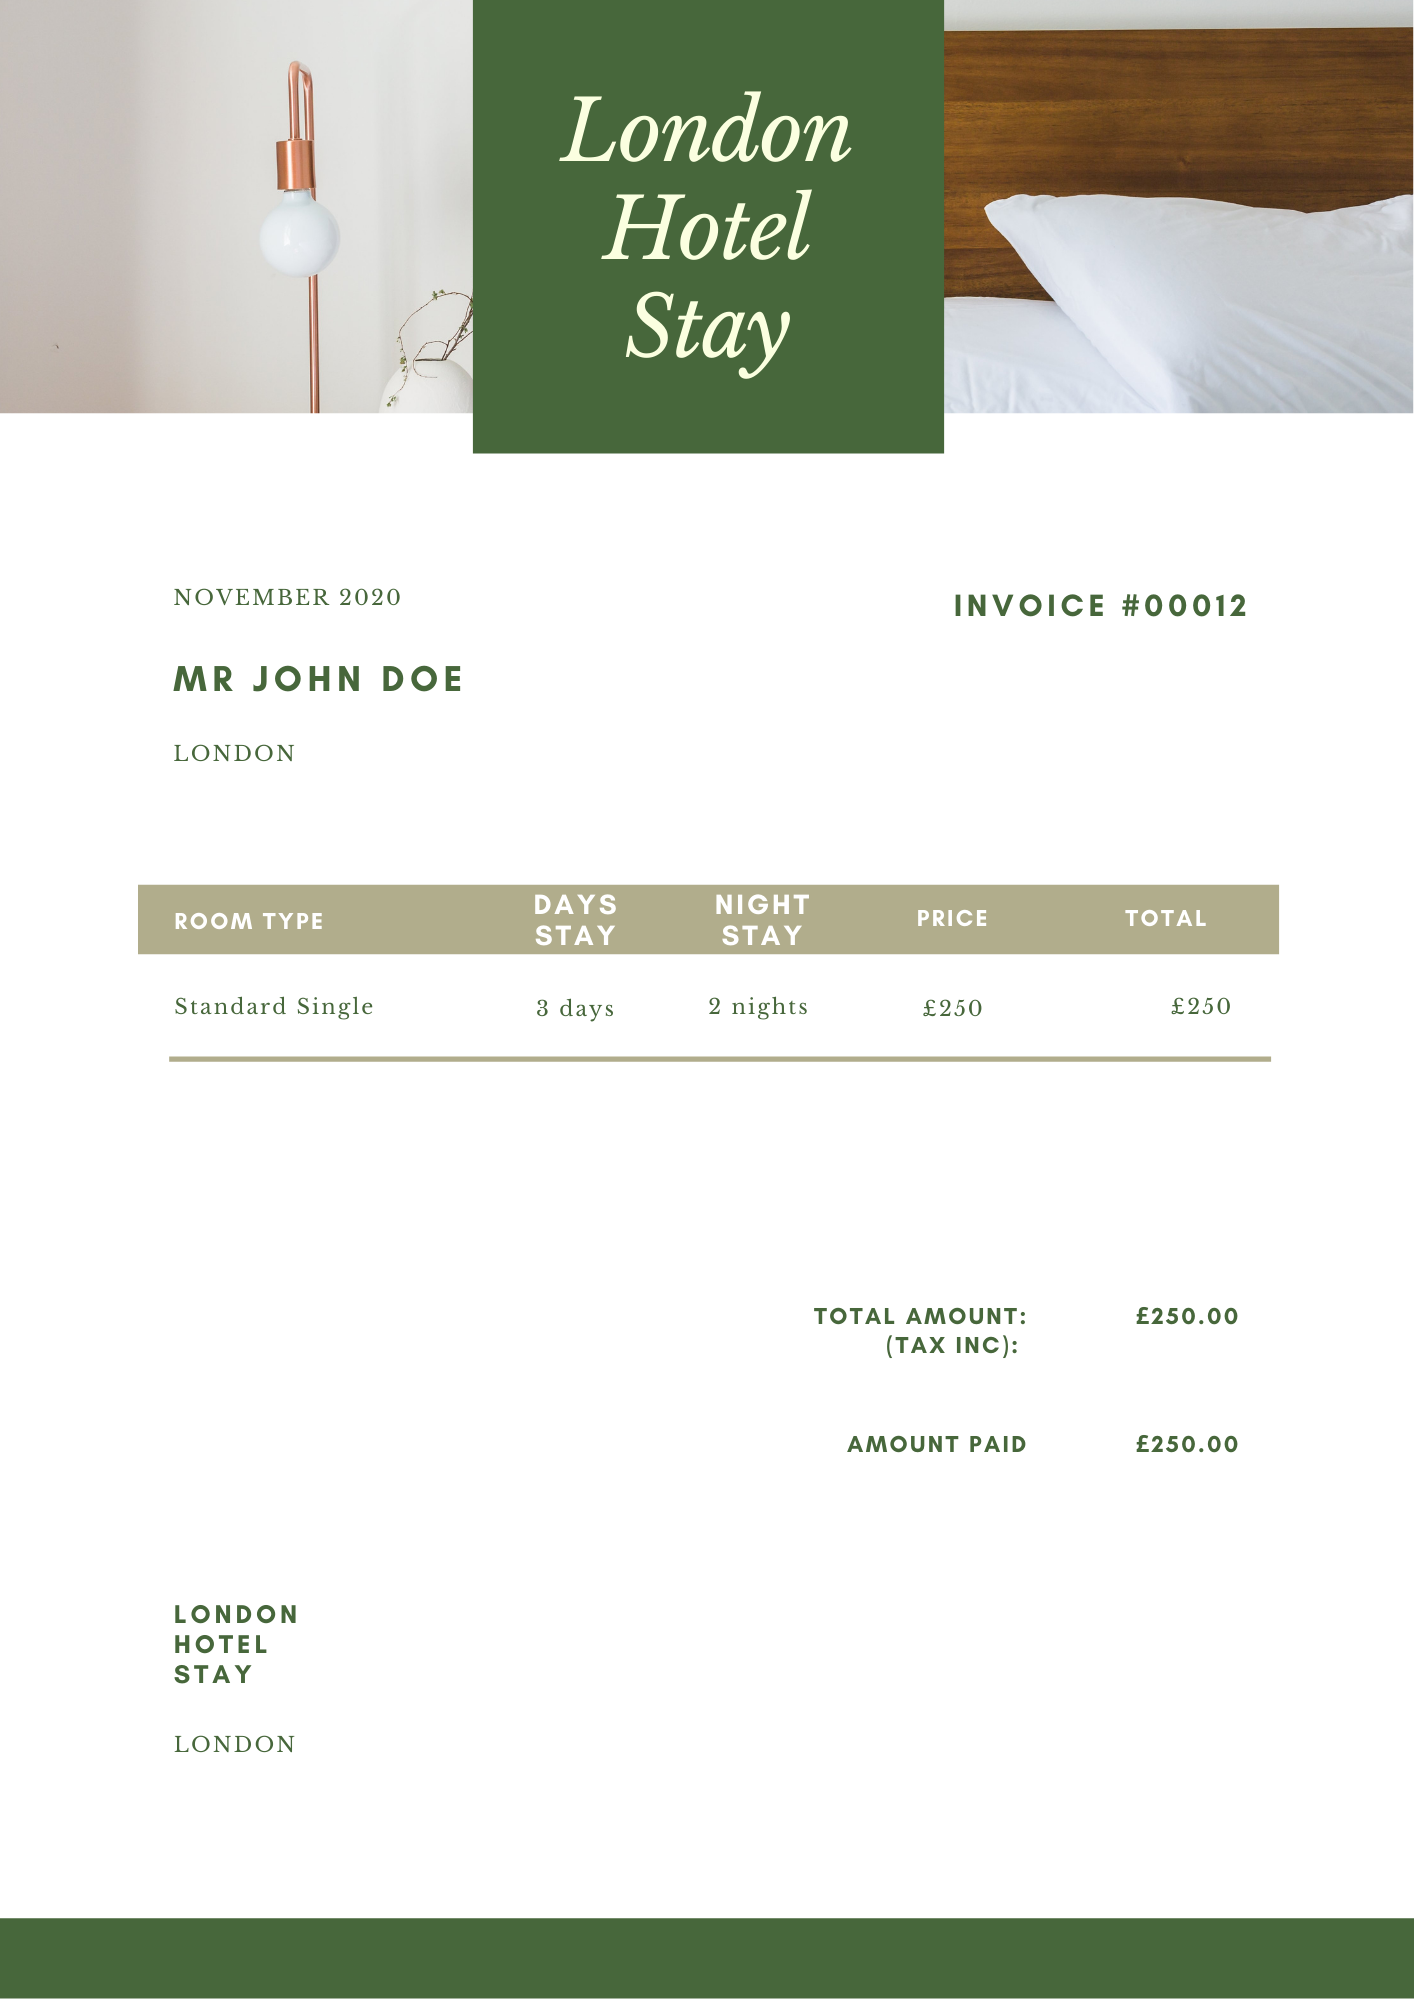 London
Hotel
Stay
NOVEMBER 2020
INVOICE #00012
MR JOHN DOE
LONDON
ROOM TYPE DAYS STAY NIGHT STAY PRICE TOTAL
Standard Single 3 days 2 nights £250 £250
TOTAL AMOUNT: £250.00
(TAX INC):
AMOUNT PAID £250.00
LONDON
HOTEL
STAY
LONDON